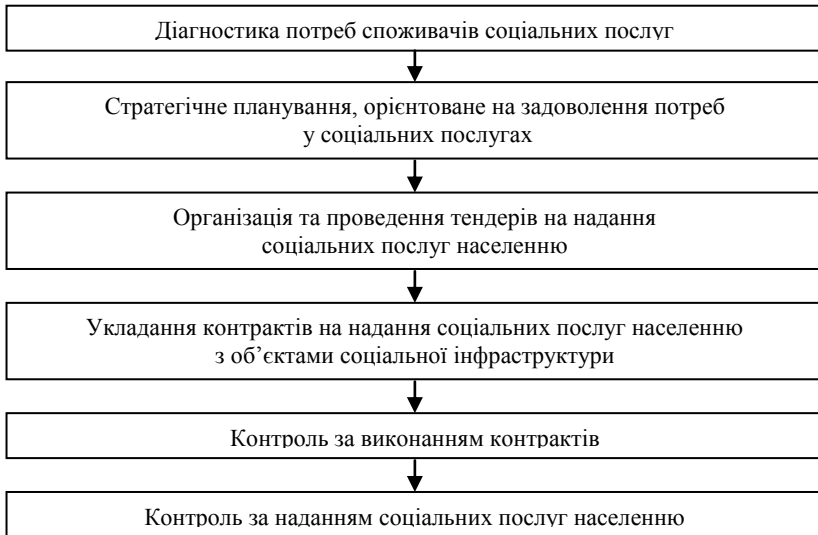 Діагностика потреб споживачів соціальних послуг
Стратегічне планування, орієнтоване на задоволення потреб
у соціальних послугах
Організація та проведення тендерів на надання
соціальних послуг населенню
Укладання контрактів на надання соціальних послуг населенню
з об’єктами соціальної інфраструктури
Контроль за виконанням контрактів
Контроль за наданням соціальних послуг населенню